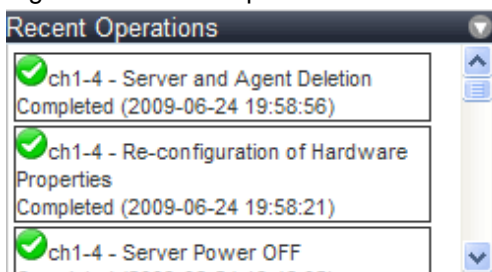 Recent Operations
ch1-4 - Server and Agent Deletion
Completed (2009-06-24 19:58:56)
ch1-4 - Re-configuration of Hardware
Properties
Completed (2009-06-24 19:58:21)
ch1-4 - Server Power OFF